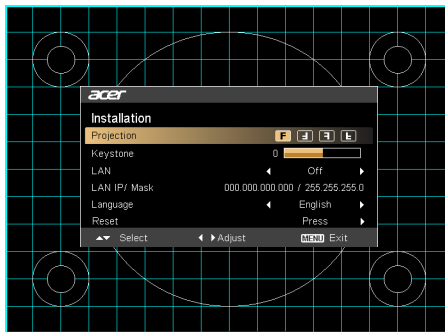 acer
Installation
Projection F F F F
Keystone 0
LAN Off
LAN IP/ Mask 000.000.000.000 / 255.255.255.0
Language English
Reset Press
Select Adjust MENU Exit